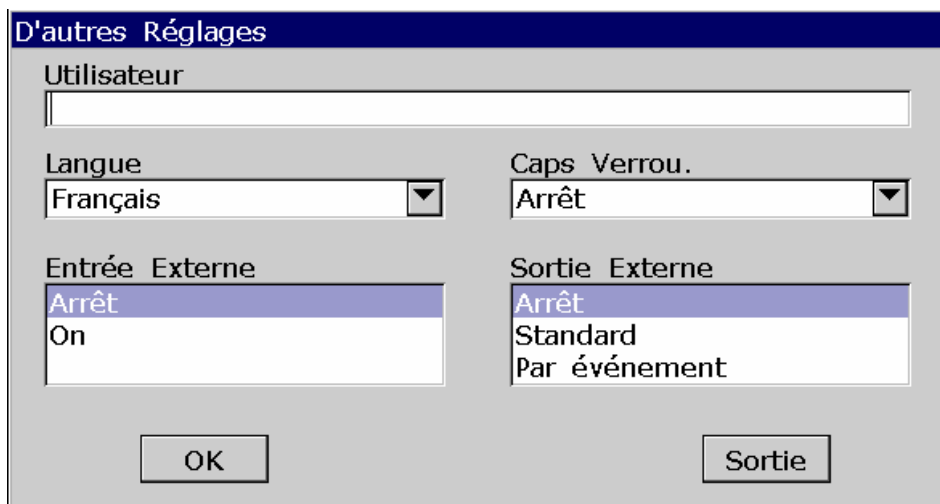 D'autres Réglages
Utilisateur
Langue
Caps Verrou.
Français
Arrêt
Entrée Externe
Sortie Externe
Arrêt
On
Arrêt
Standard
Par événement
OK
Sortie